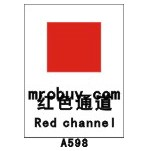 mrobuy.com
红色通道
Red channel
A598